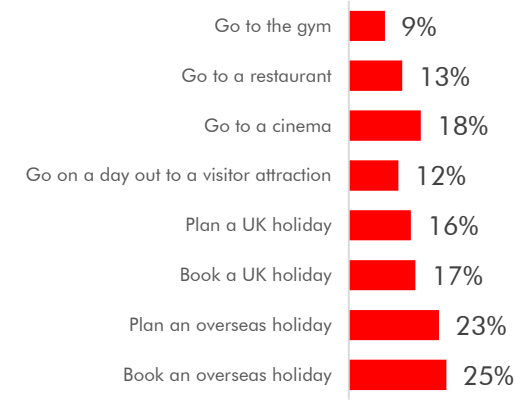 Go to the gym 9%
Go to a restaurant 13%
Go to a cinema 18%
Go on a day out to a visitor attraction 12%
Plan a UK holiday 16%
Book a UK holiday 17%
Plan an overseas holiday 23%
Book an overseas holiday 25%